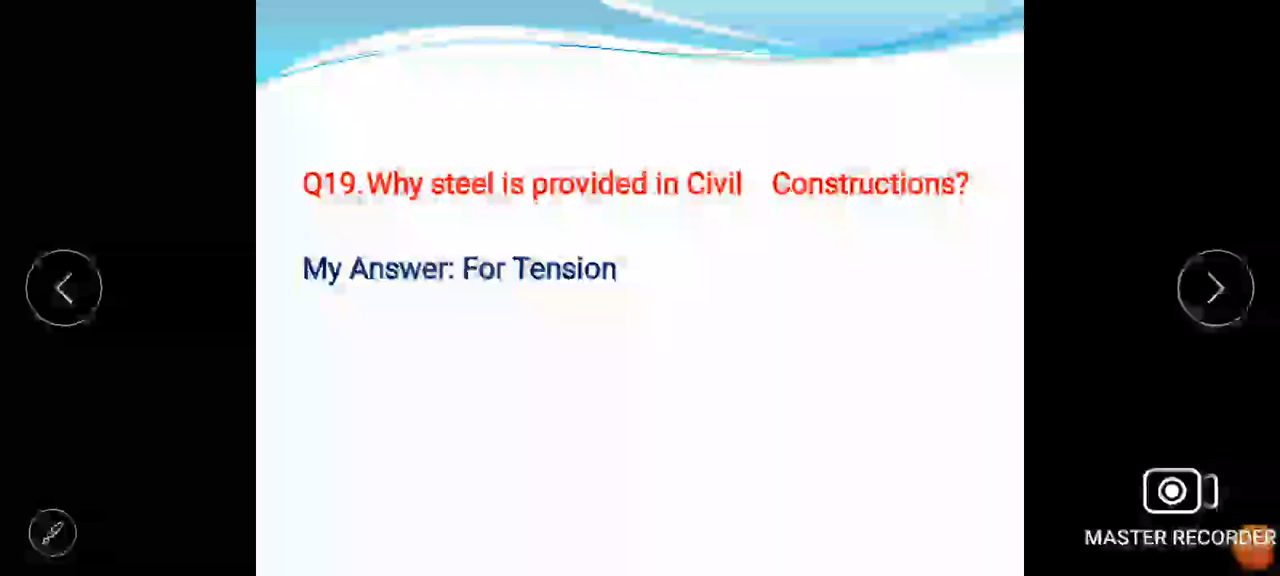 Q19.Why steel is provided in Civil Constructions?
My Answer: For Tension
MASTER RECORDER